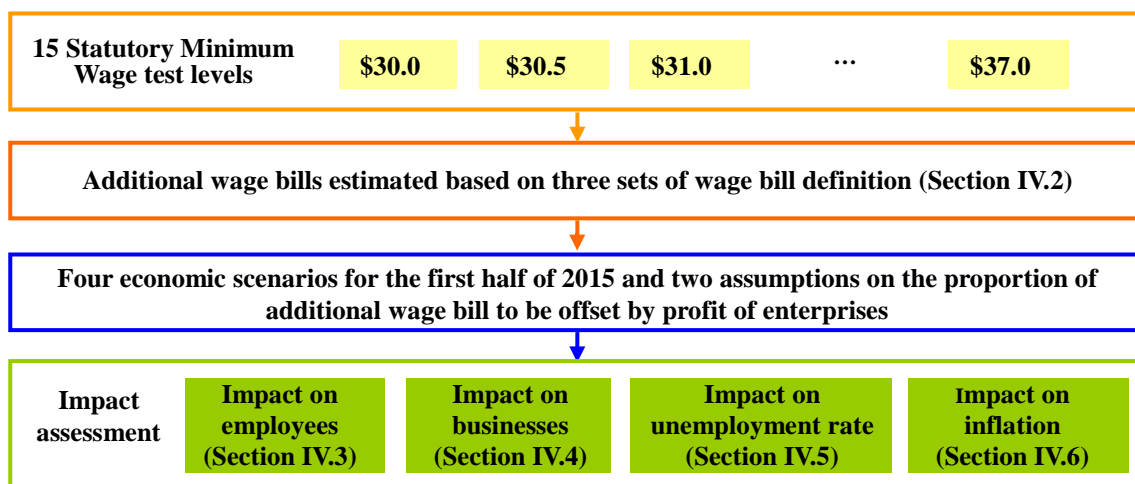 15 Statutory Minimum
Wage test levels
$30.0
$30.5
$31.0
...
$37.0
Additional wage bills estimated based on three sets of wage bill definition (Section IV.2)
Four economic scenarios for the first half of 2015 and two assumptions on the proportion of
additional wage bill to be offset by profit of enterprises
Impact
assessment
Impact on
employees
(Section IV.3)
Impact on
businesses
(Section IV.4)
Impact on
unemployment rate
(Section IV.5)
Impact on
inflation
(Section IV.6)